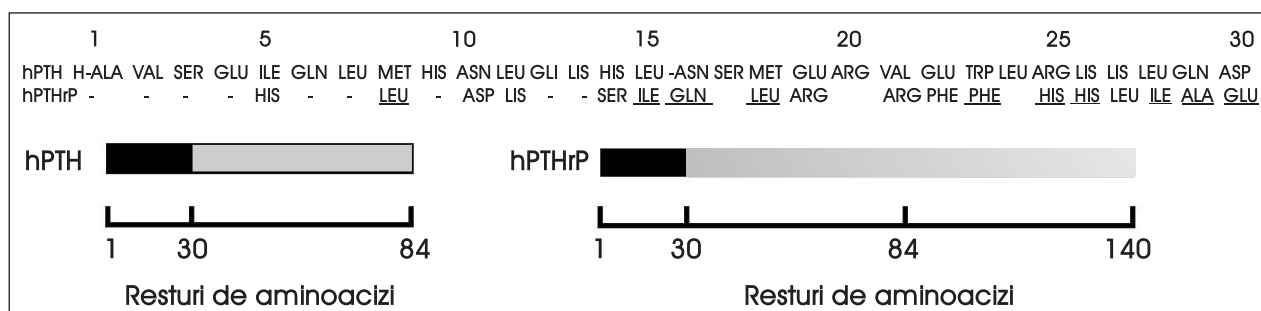 1 5 10 15 20 25 30
hPTH H-ALA VAL SER GLU ILE GLN LEU MET HIS ASN LEU GLI LIS HIS LEU -ASN SER MET GLU ARG VAL GLU TRP LEU ARG LIS LIS LEU GLN ASP
hPTHrP - - - - HIS - - LEU - ASP LIS - - SER ILE GLN LEU ARG ARG PHE PHE HIS HIS LEU ILE ALA GLU
hPTH hPTHrP
1 30 84 1 30 84 140
Resturi de aminoacizi Resturi de aminoacizi